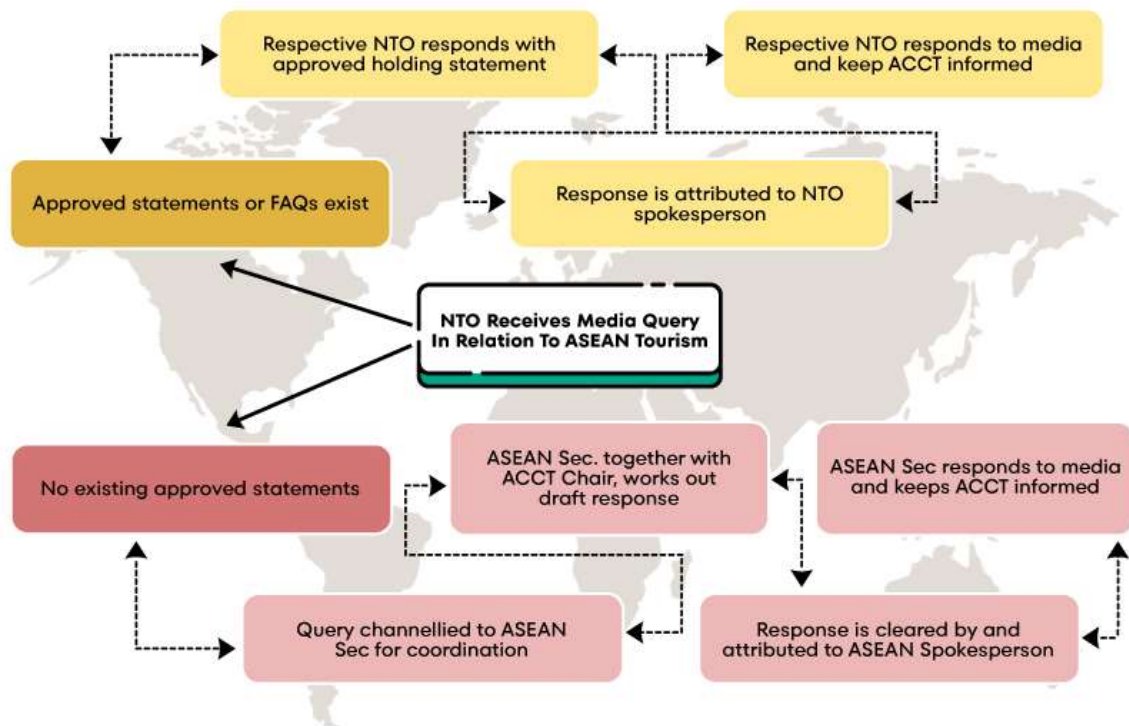 Respective NTO responds with
approved holding statement
Respective NTO responds to media
and keep ACCT informed
Approved statements or FAQs exist
Response is attributed to NTO
spokesperson
NTO Receives Media Query
In Relation To ASEAN Tourism
No existing approved statements
ASEAN Sec. together with
ACCT Chair, works out
draft response
ASEAN Sec responds to media
and keeps ACCT informed
Query channellied to ASEAN
Sec for coordination
Response is cleared by and
attributed to ASEAN Spokesperson